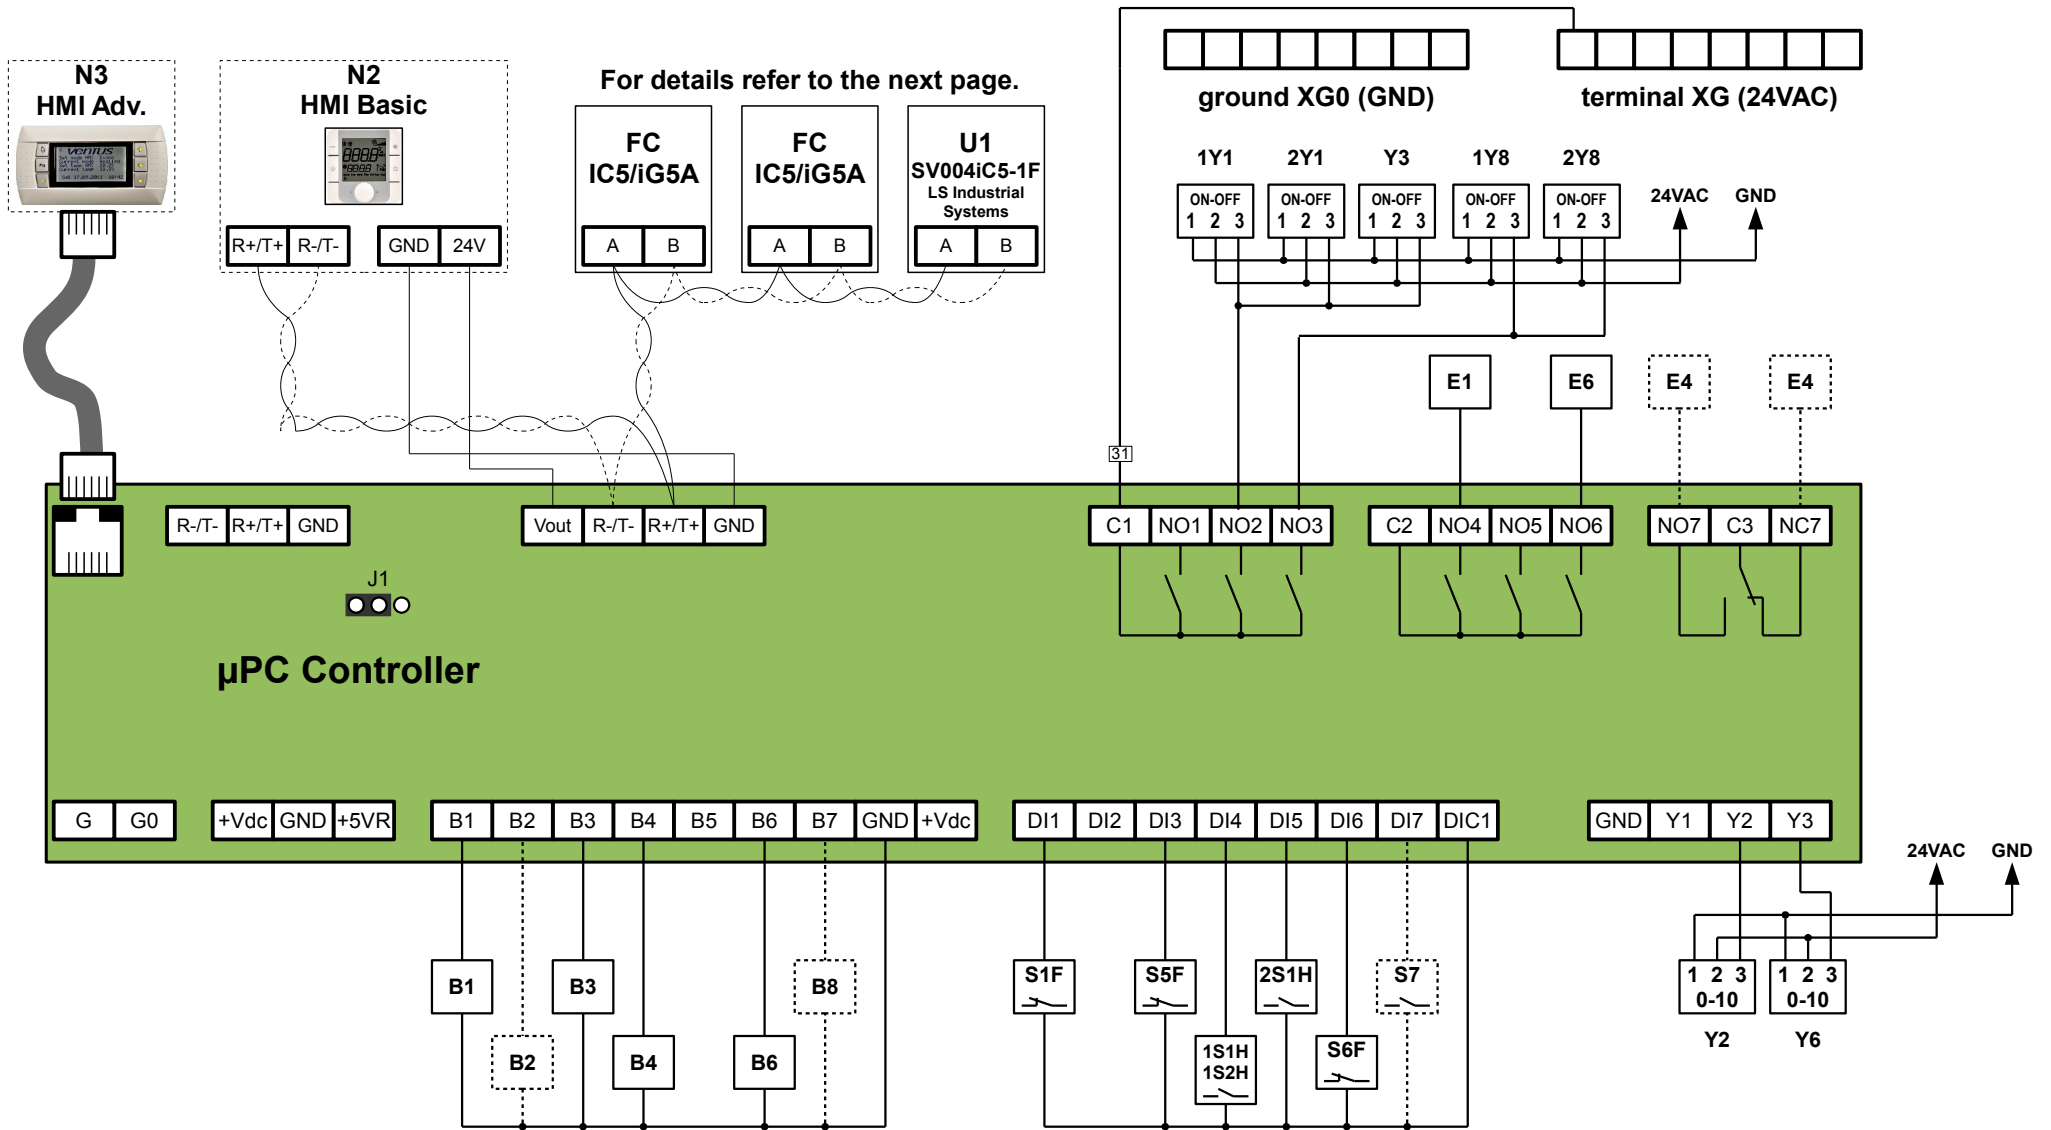 N3
HMI Adv.
VENTUS
N2
HMI Basic
For details refer to the next page.
FC
IC5/iG5A
FC
IC5/iG5A
U1
SV004iC5-1F
LS Industrial
Systems
R+/T+ R-/T- GND 24V
A B
A B
A B
ground XG0 (GND)
terminal XG (24VAC)
1Y1 2Y1 Y3 1Y8 2Y8
ON-OFF
1 2 3
ON-OFF
1 2 3
ON-OFF
1 2 3
ON-OFF
1 2 3
ON-OFF
1 2 3
24VAC GND
E1 E6 E4 E4
31
R-/T- R+/T+ GND
Vout R-/T- R+/T+ GND
C1 NO1 NO2 NO3
C2 NO4 NO5 NO6
NO7 C3 NC7
J1
µPC Controller
G G0
+Vdc GND +5VR
B1 B2 B3 B4 B5 B6 B7 GND +Vdc
DI1 DI2 DI3 DI4 DI5 DI6 DI7 DIC1
GND Y1 Y2 Y3
24VAC GND
B1 B3 B8
B2 B4 B6
S1F S5F 2S1H S7
1S1H
1S2H
S6F
1 2 3
0-10
1 2 3
0-10
Y2 Y6